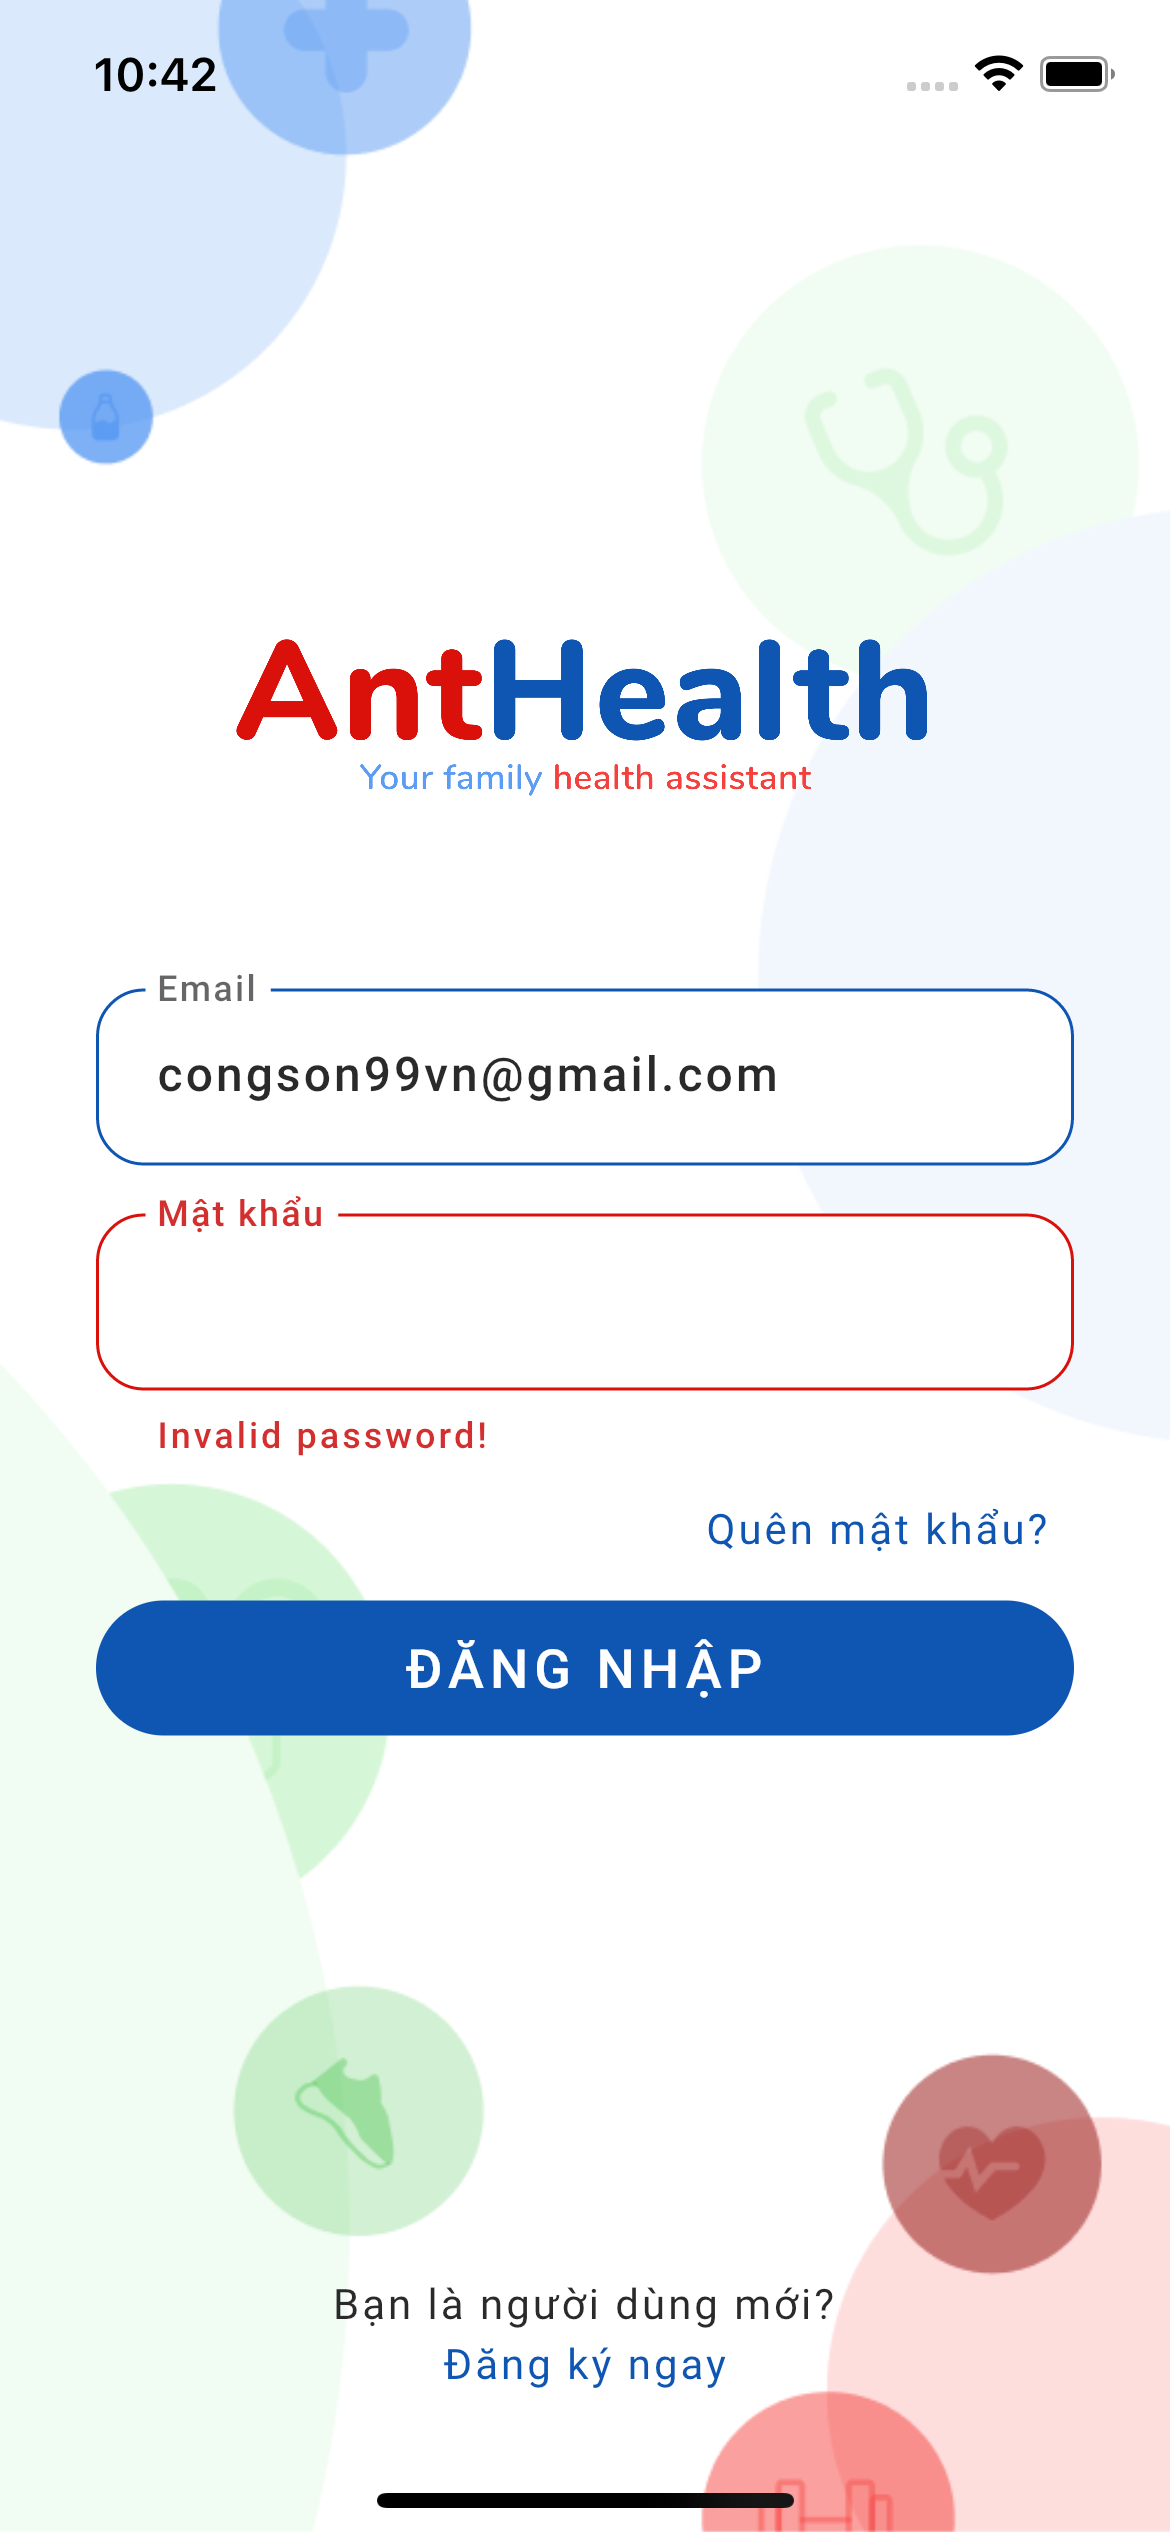 10:42
AntHealth
Your family health assistant
Email
congson99vn@gmail.com
Mật khẩu
Invalid password!
Quên mật khẩu?
ĐĂNG NHẬP
Bạn là người dùng mới?
Đăng ký ngay